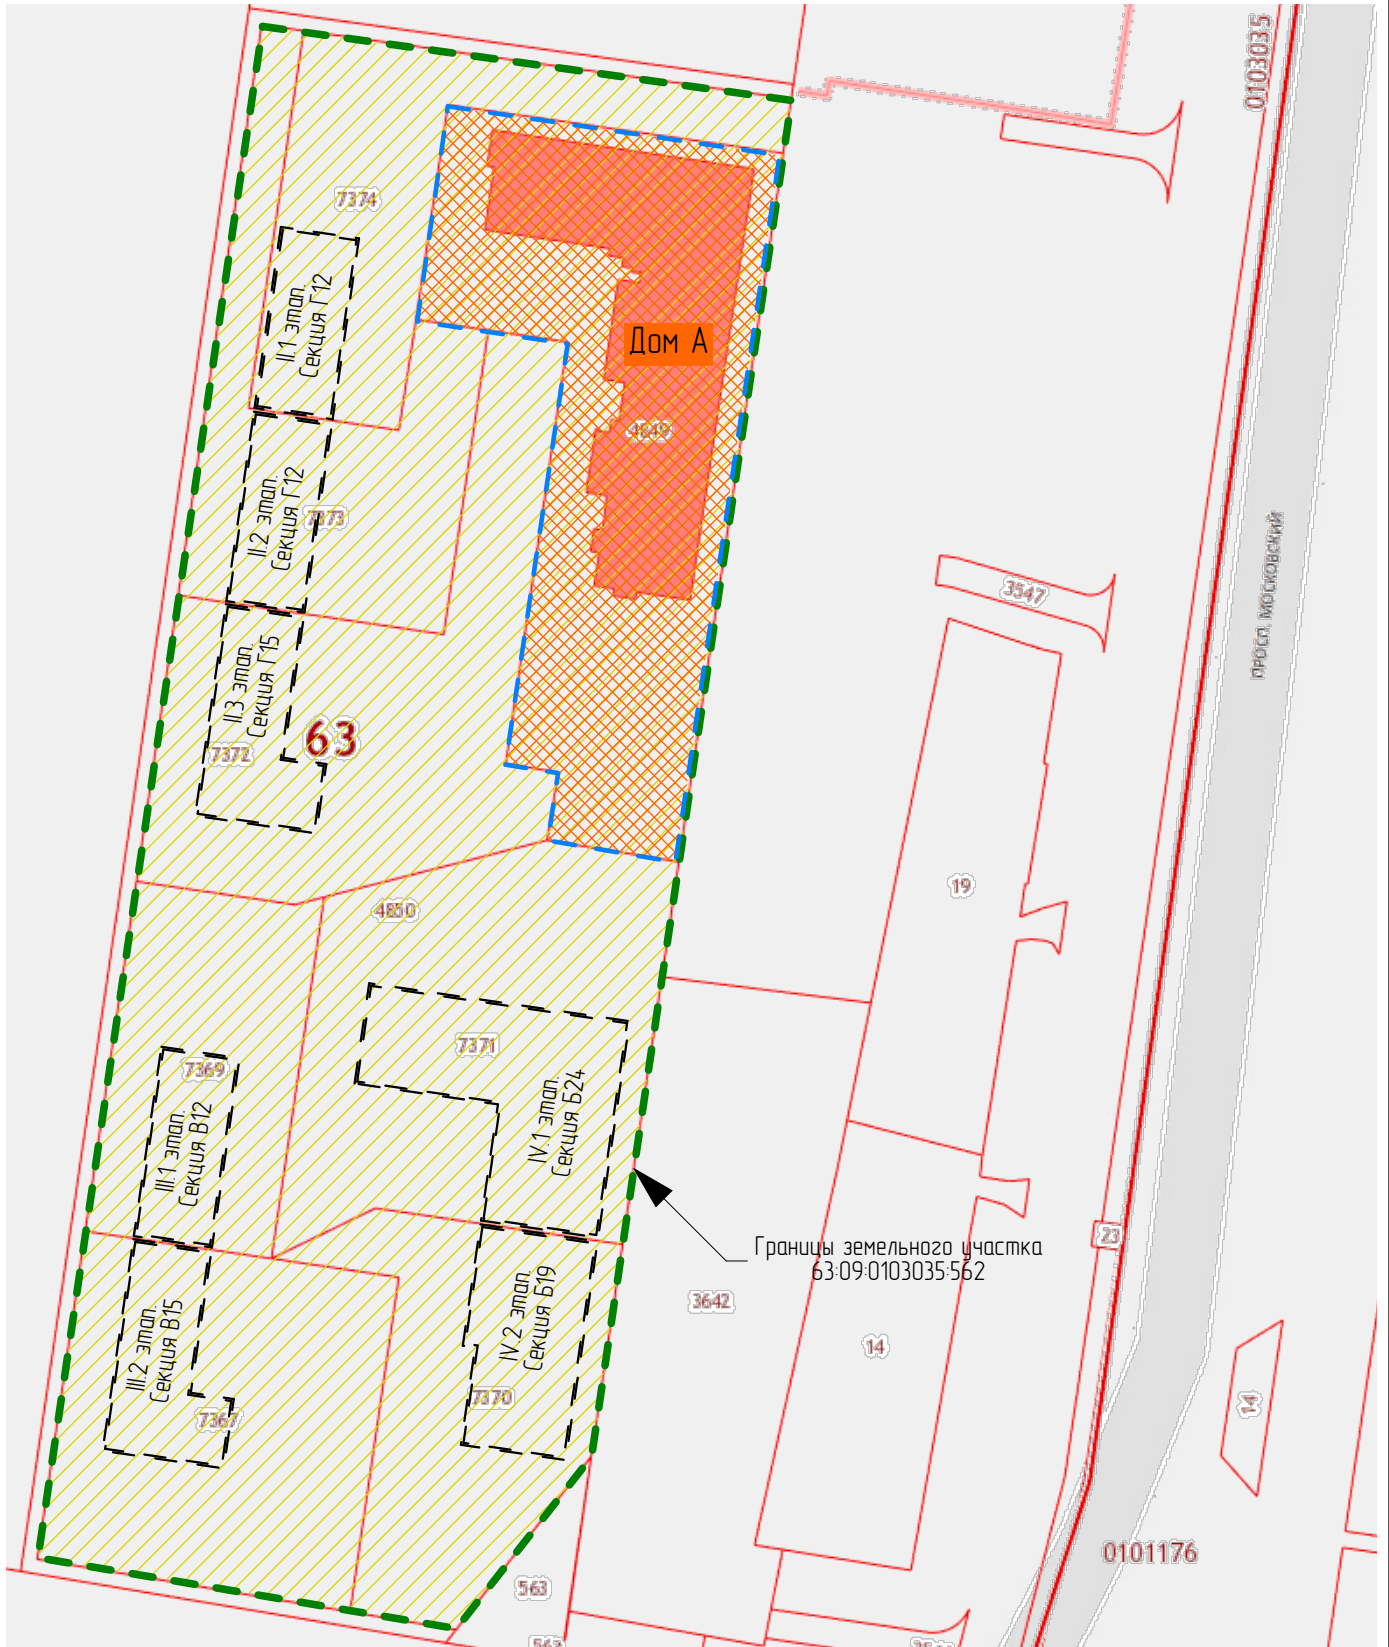 0103035
7374
II.1 этап.
Секция Г12
Дом А
4849
II.2 этап.
Секция Г12
7373
ПРОСП. МОСКОВСКИЙ
3547
II.3 этап.
Секция Г15
63
7372
19
4850
7371
7369
IV.1 этап.
Секция Б24
III.1 этап.
Секция В12
23
Границы земельного участка
63:09:0103035:562
3642
IV.2 этап.
Секция Б19
III.2 этап.
Секция В15
14
14
7370
7367
0101176
563